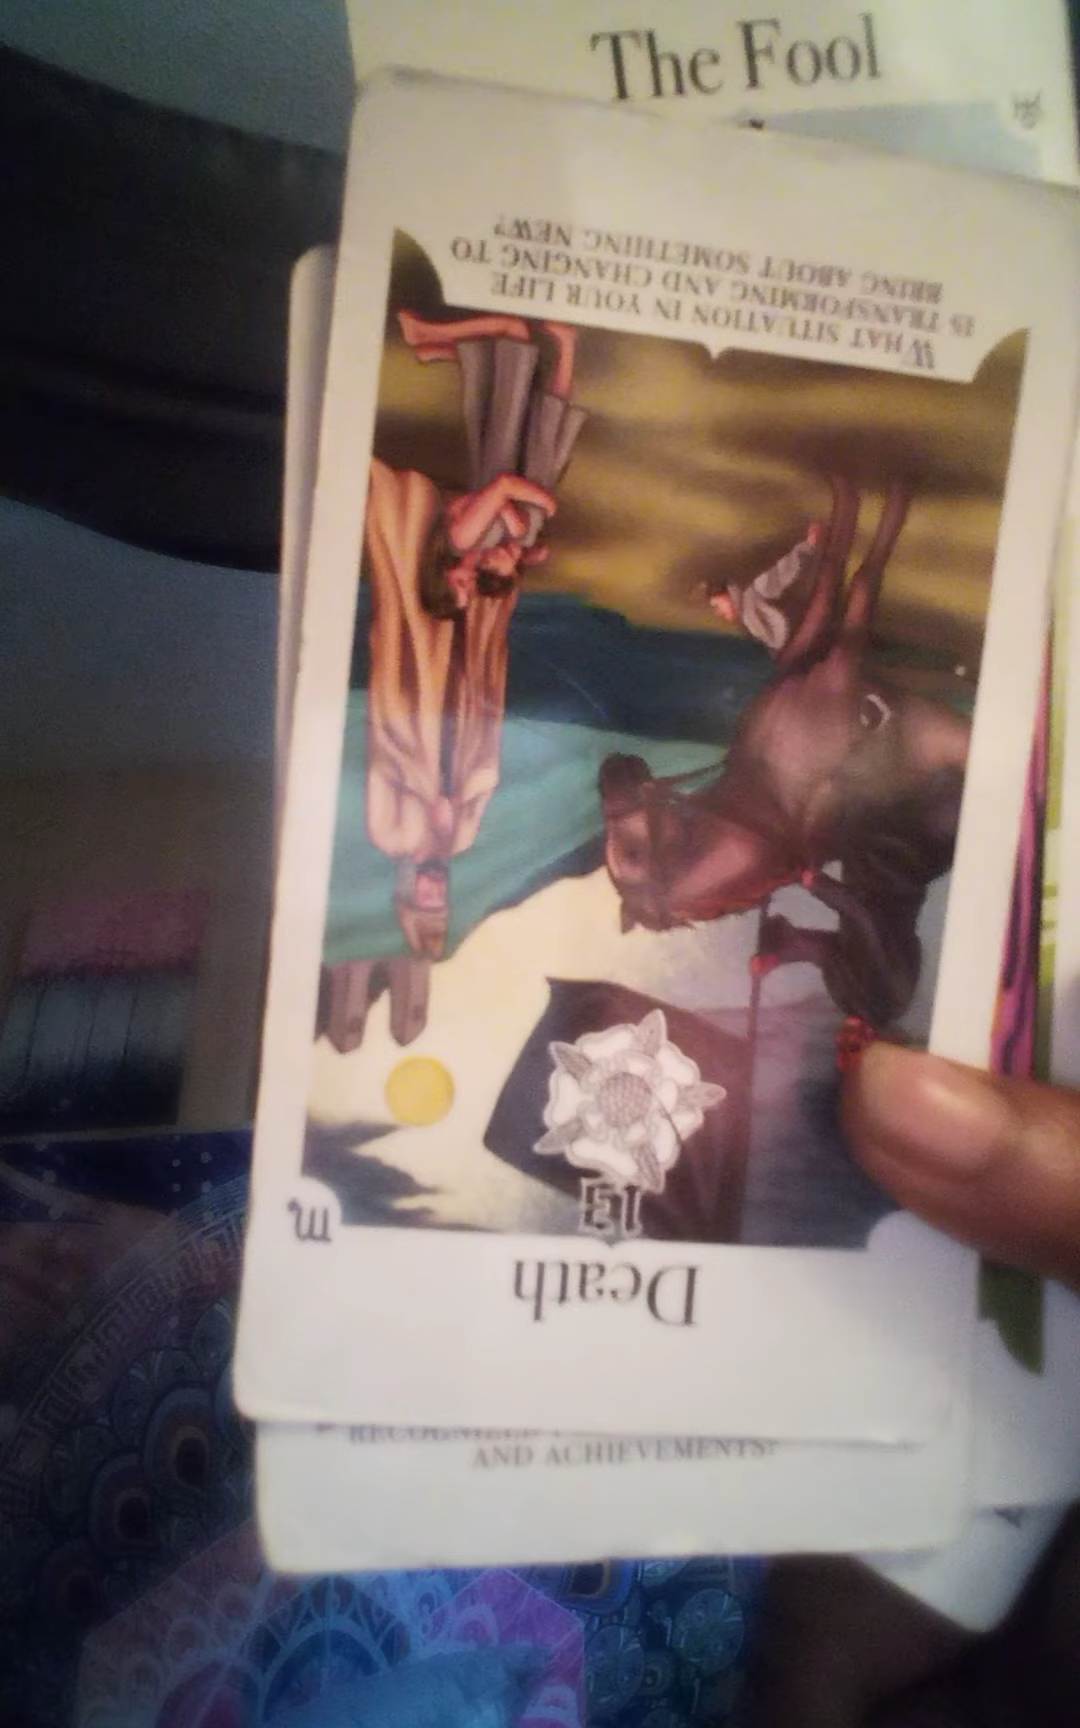 The Fool
WHAT SITUATION IN YOUR LIFE
IS TRANSFORMING AND CHANGING TO
BRING ABOUT SOMETHING NEW?
13
Death
RECOGNIZED
AND ACHIEVEMENTS?